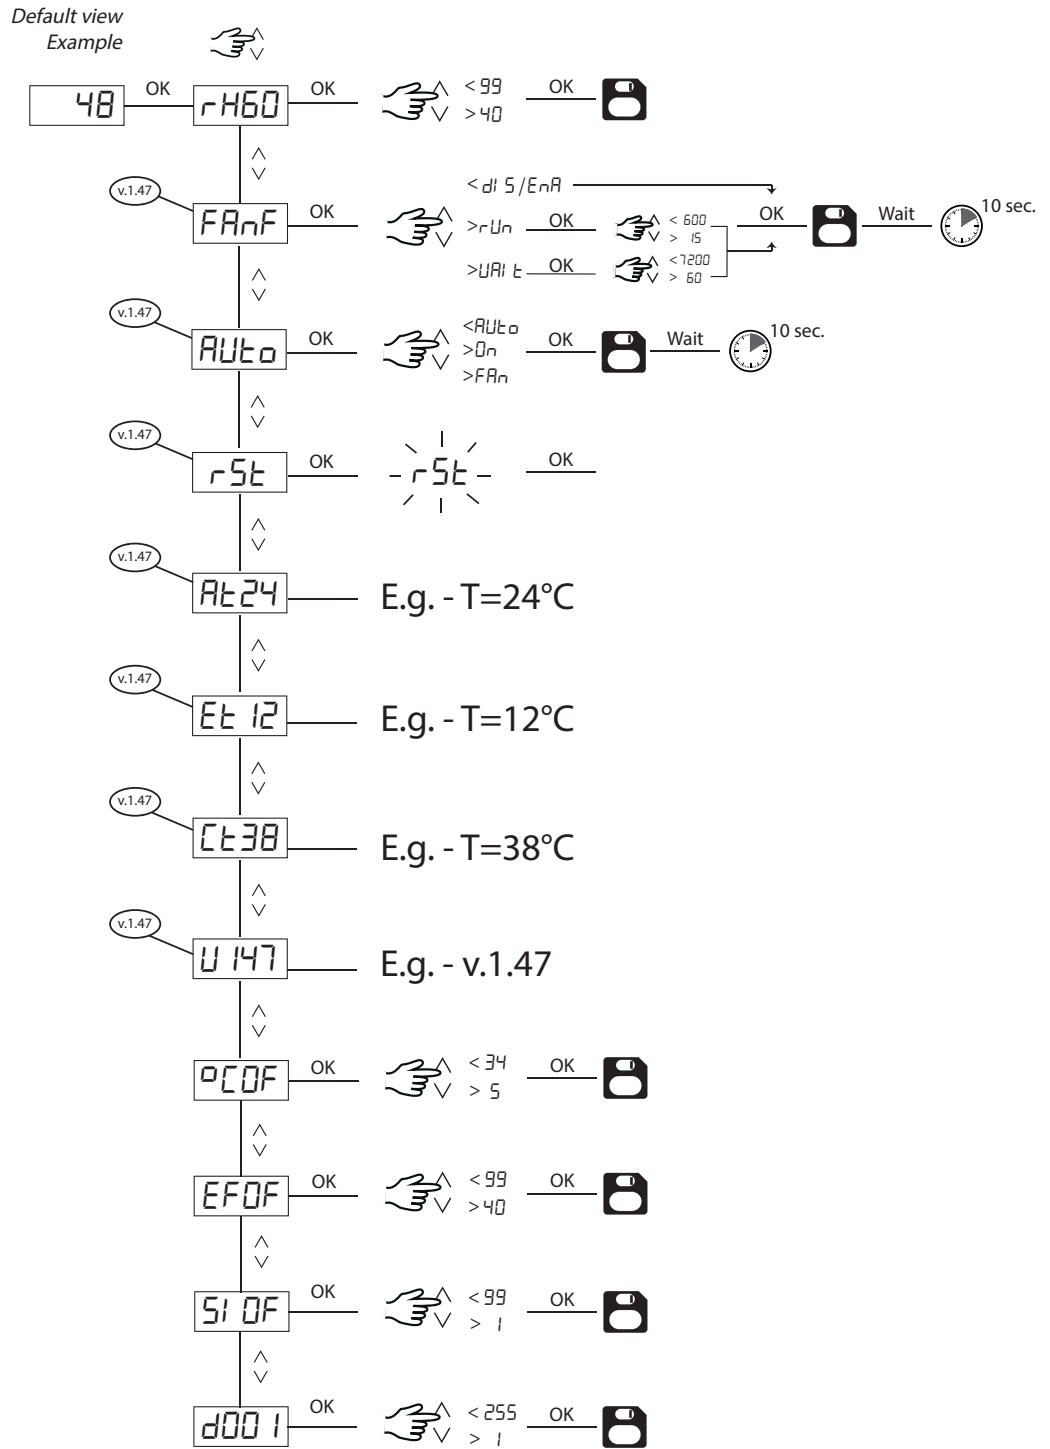 Default view
Example
48 OK rH60 OK <99 OK
>40
v.1.47
<diS/EnA
FAnF OK >rUn OK <600 OK Wait 10 sec.
> 15
>UAit OK <7200
> 60
v.1.47
AUto OK <AUto OK Wait 10 sec.
>On
>FAn
v.1.47
rSt OK rSt OK
v.1.47
At24 E.g. - T=24°C
v.1.47
Et 12 E.g. - T=12°C
v.1.47
Ct38 E.g. - T=38°C
v.1.47
U 147 E.g. - v.1.47
°C0F OK <34 OK
> 5
EF0F OK <99 OK
>40
SI 0F OK <99 OK
> 1
d001 OK <255 OK
> 1